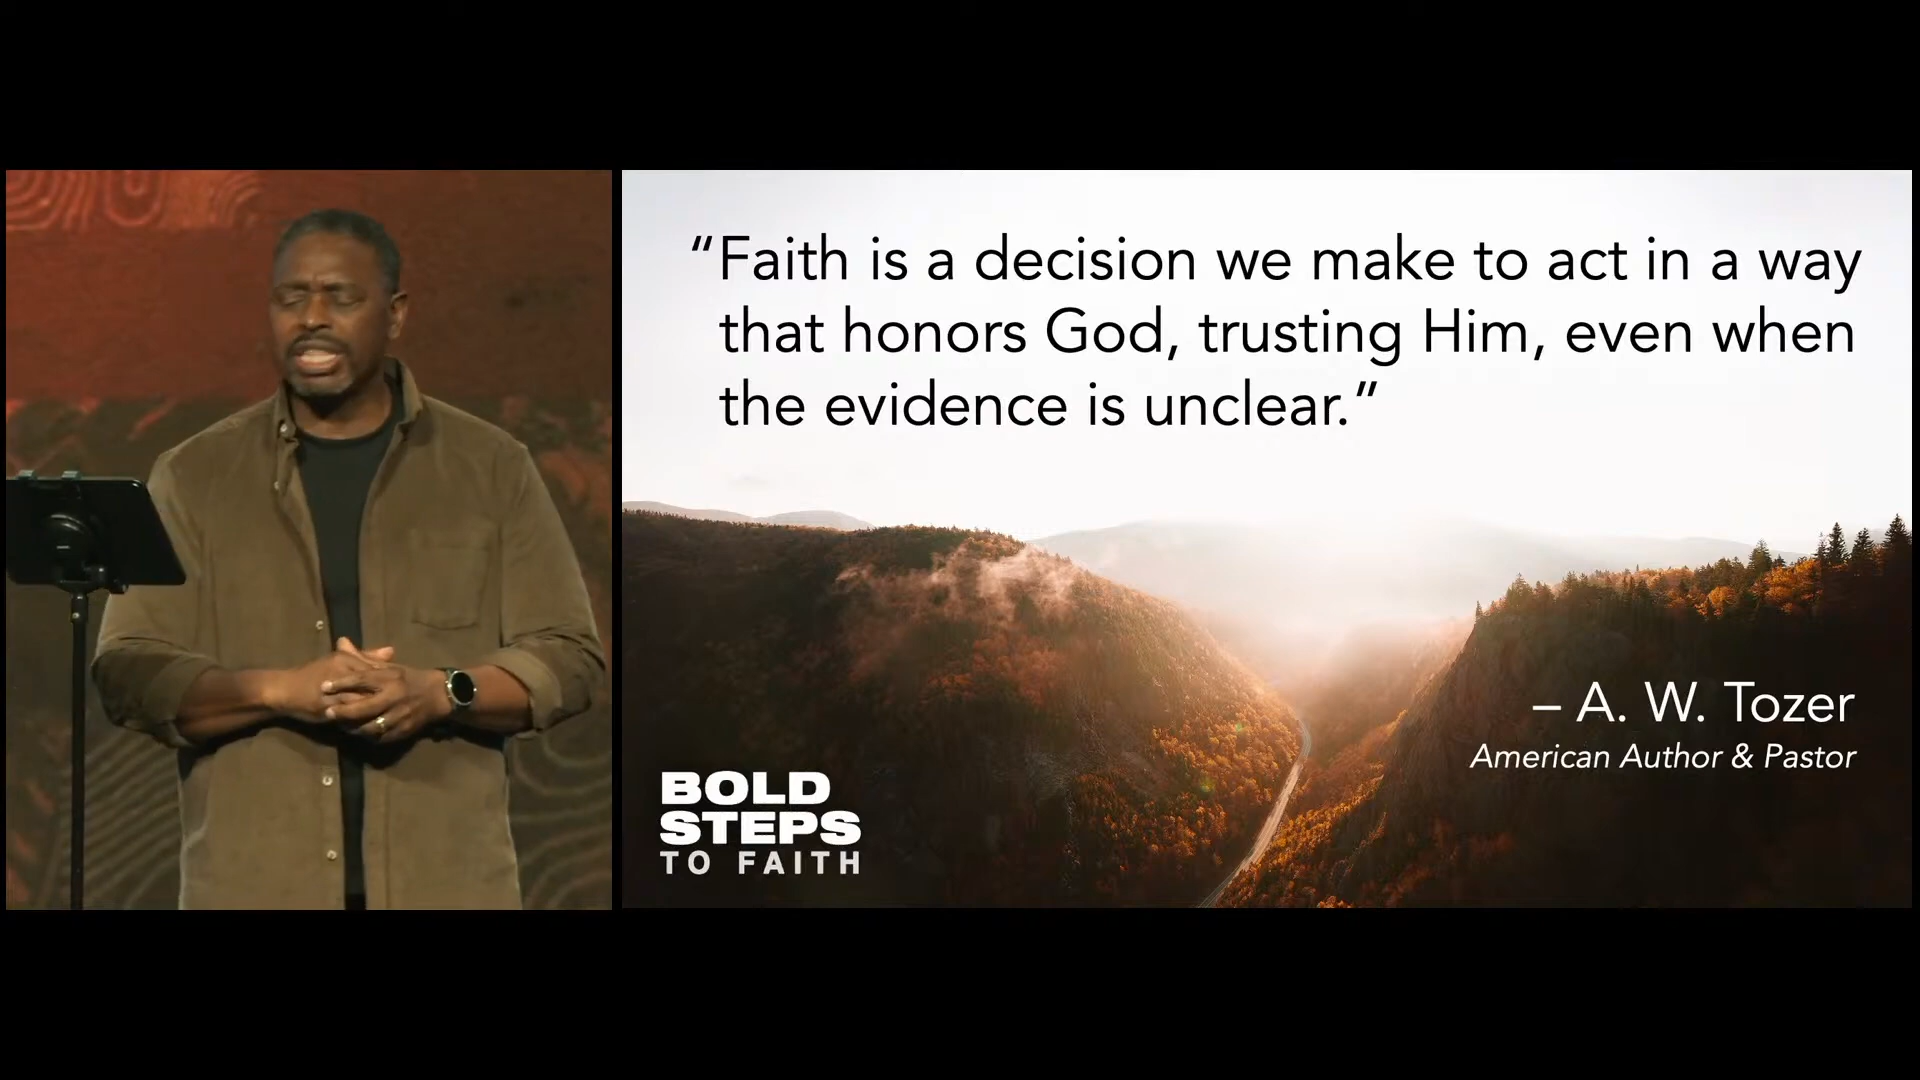 “Faith is a decision we make to act in a way
that honors God, trusting Him, even when
the evidence is unclear.”
– A. W. Tozer
American Author & Pastor
BOLD
STEPS
TO FAITH